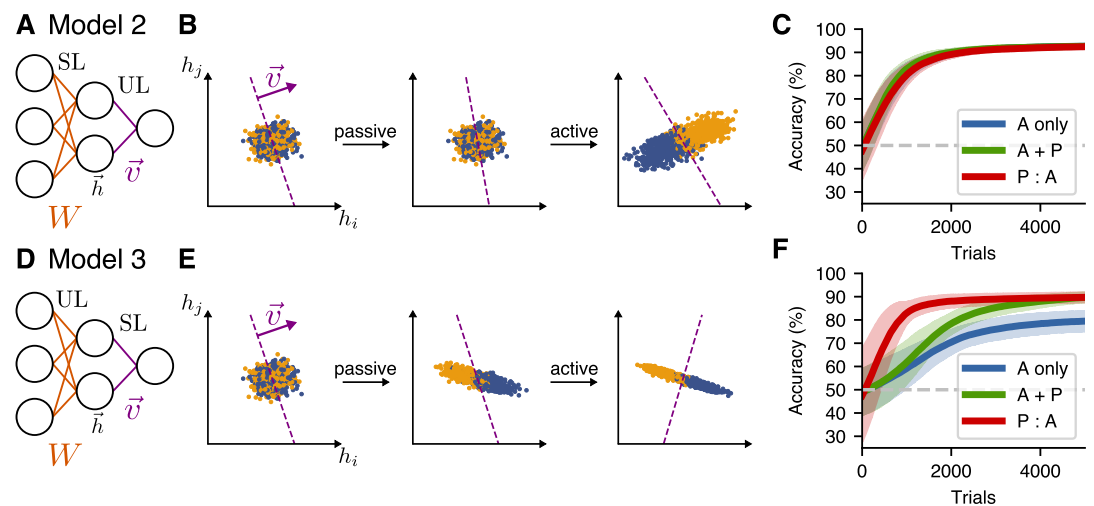 A Model 2
SL
UL
h⃗
v⃗
W
B
h_j
v⃗
h_i
passive
active
C
Accuracy (%)
100
90
80
70
60
50
40
30
A only
A + P
P : A
0
2000
4000
Trials
D Model 3
UL
SL
h⃗
v⃗
W
E
h_j
v⃗
h_i
passive
active
F
Accuracy (%)
100
90
80
70
60
50
40
30
A only
A + P
P : A
0
2000
4000
Trials